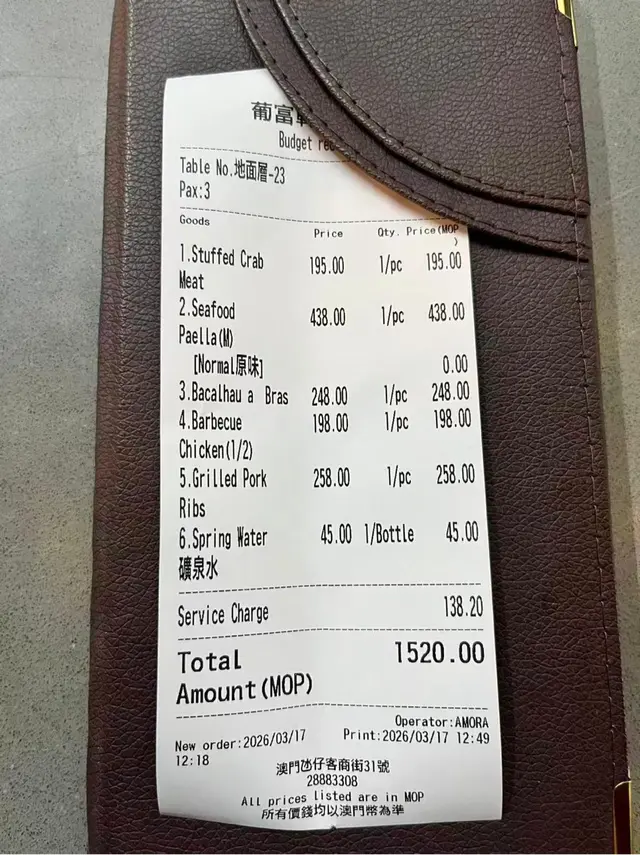 葡富
Budget
Table No.地面層-23
Pax:3
Goods Price Qty. Price(MOP
)
1.Stuffed Crab 195.00 1/pc 195.00
Meat
2.Seafood 438.00 1/pc 438.00
Paella(M)
[Normal原味] 0.00
3.Bacalhau a Bras 248.00 1/pc 248.00
4.Barbecue 198.00 1/pc 198.00
Chicken(1/2)
5.Grilled Pork 258.00 1/pc 258.00
Ribs
6.Spring Water 45.00 1/Bottle 45.00
礦泉水
Service Charge 138.20
Total 1520.00
Amount(MOP)
Operator:AMORA
New order:2026/03/17 Print:2026/03/17 12:49
12:18
澳門氹仔客商街31號
28883308
All prices listed are in MOP
所有價錢均以澳門幣為準